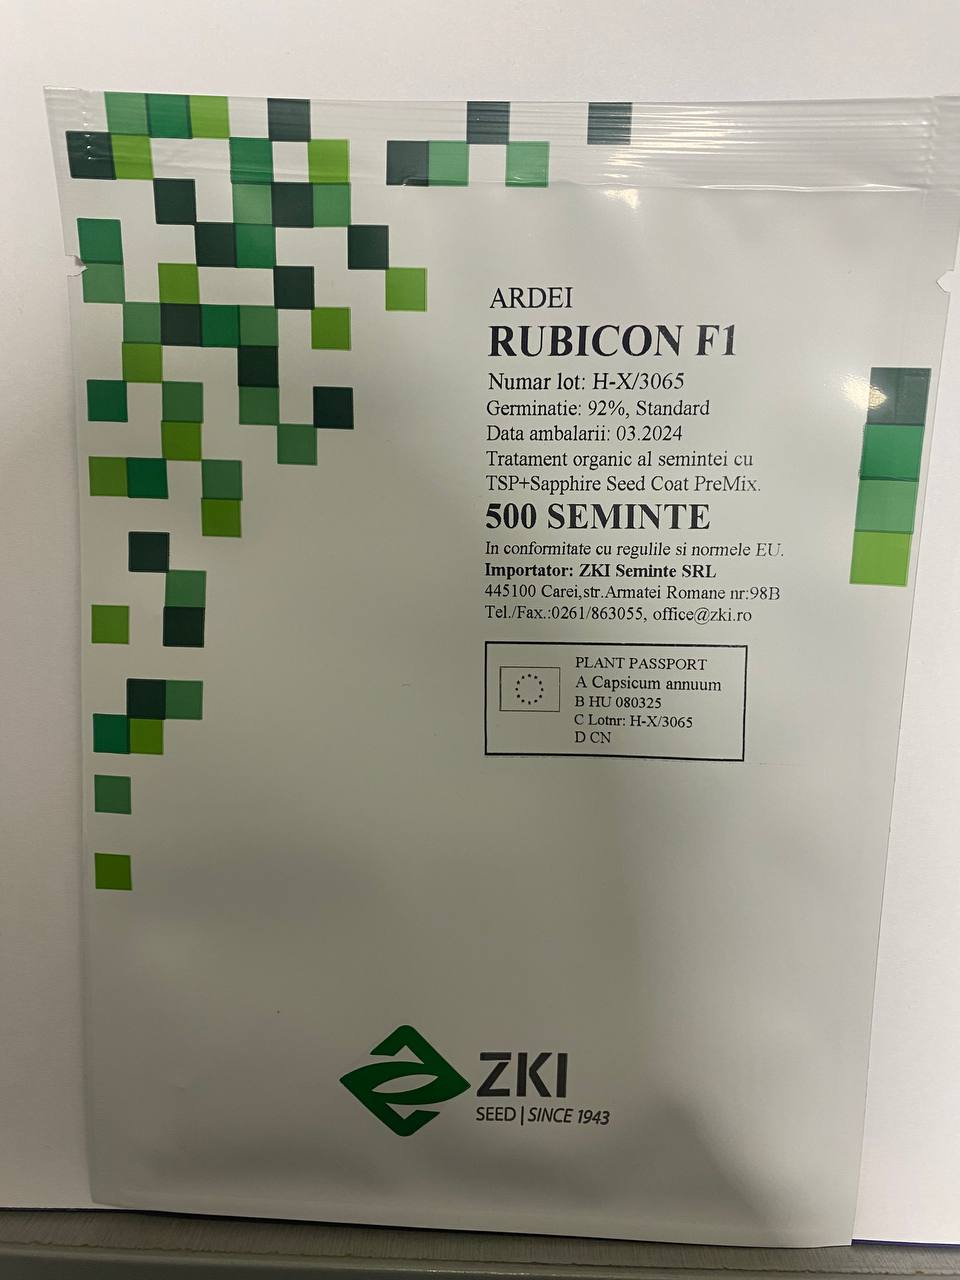 ARDEI
RUBICON F1
Numar lot: H-X/3065
Germinatie: 92%, Standard
Data ambalarii: 03.2024
Tratament organic al semintei cu
TSP+Sapphire Seed Coat PreMix.
500 SEMINTE
In conformitate cu regulile si normele EU.
Importator: ZKI Seminte SRL
445100 Carei,str.Armatei Romane nr:98B
Tel./Fax.:0261/863055, office@zki.ro
PLANT PASSPORT
A Capsicum annuum
B HU 080325
C Lotnr: H-X/3065
D CN
ZKI
SEED | SINCE 1943